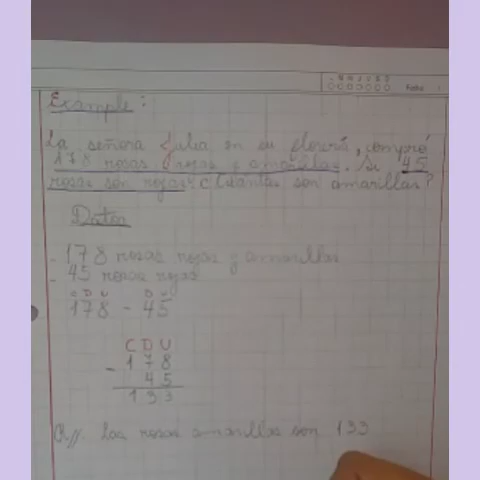 Example:
La señora Julia en su florería, compró
178 rosas rojas y amarillas. Si 45
rosas son rojas ¿Cuántas son amarillas?
Datos
- 178 rosas rojas y amarillas
- 45 rosas rojas
C D U D U
178 - 45
C D U
- 1 7 8
4 5
1 3 3
R// Las rosas amarillas son 133